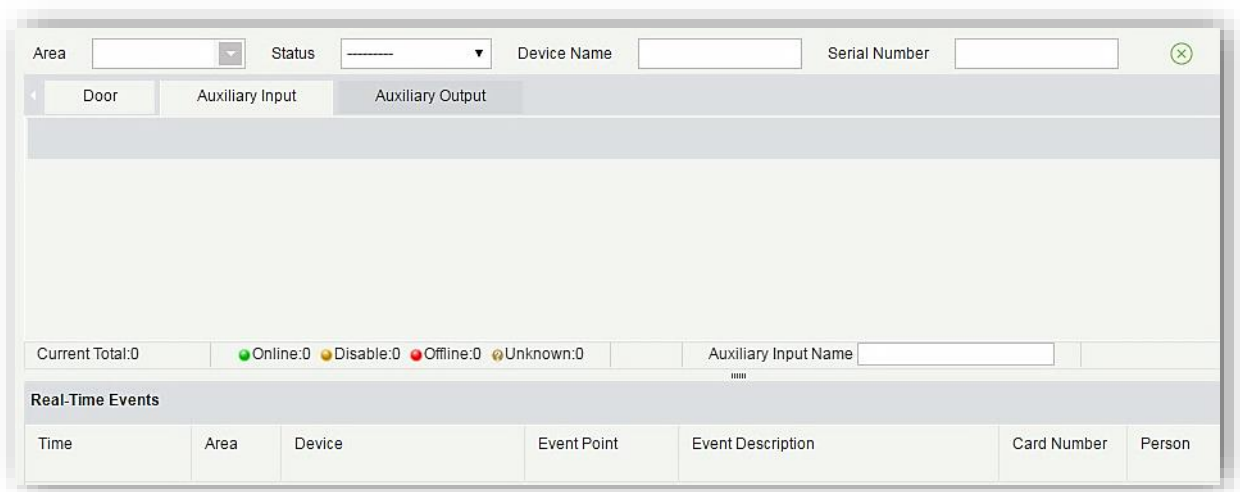 Area Status --------- Device Name Serial Number
Door Auxiliary Input Auxiliary Output
Current Total:0 Online:0 Disable:0 Offline:0 Unknown:0 Auxiliary Input Name
Real-Time Events
Time Area Device Event Point Event Description Card Number Person